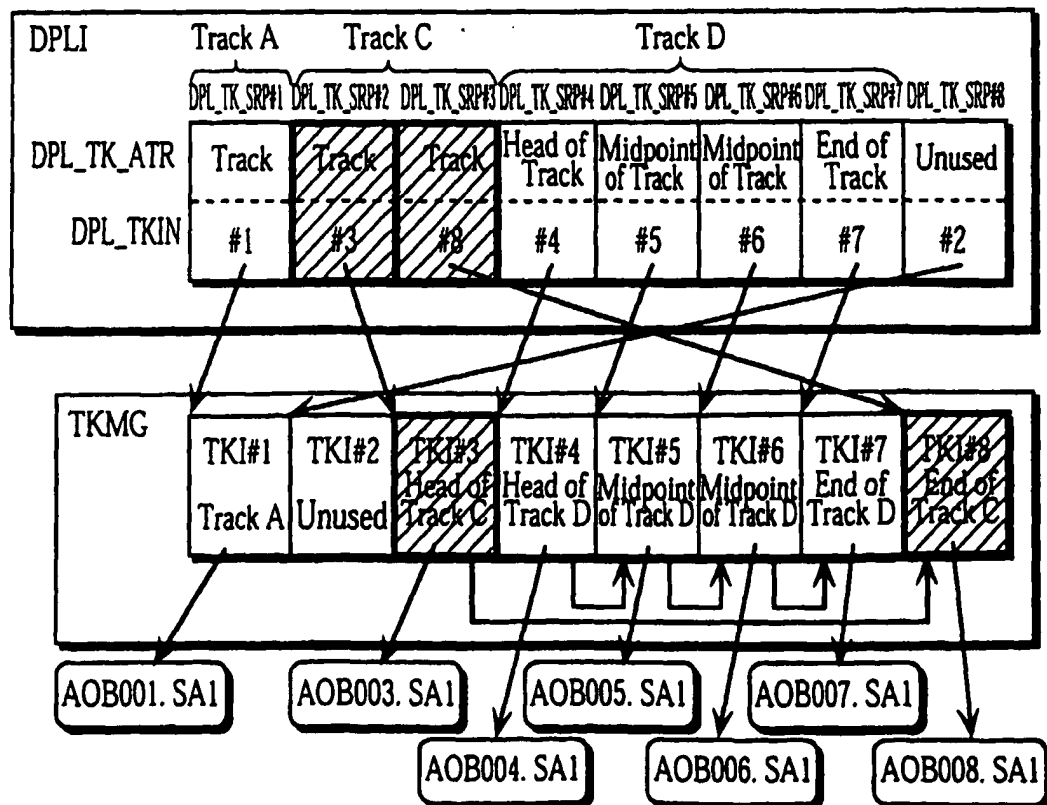 DPLI
Track A
Track C
Track D
DPL_TK_SRP#1 DPL_TK_SRP#2 DPL_TK_SRP#3 DPL_TK_SRP#4 DPL_TK_SRP#5 DPL_TK_SRP#6 DPL_TK_SRP#7 DPL_TK_SRP#8
DPL_TK_ATR
Track
Track
Track
Head of
Track
Midpoint
of Track
Midpoint
of Track
End of
Track
Unused
DPL_TKIN
#1
#3
#8
#4
#5
#6
#7
#2
TKMG
TKI#1
Track A
TKI#2
Unused
TKI#3
Head of
Track C
TKI#4
Head of
Track D
TKI#5
Midpoint
of Track D
TKI#6
Midpoint
of Track D
TKI#7
End of
Track D
TKI#8
End of
Track C
AOB001. SA1
AOB003. SA1
AOB005. SA1
AOB007. SA1
AOB004. SA1
AOB006. SA1
AOB008. SA1